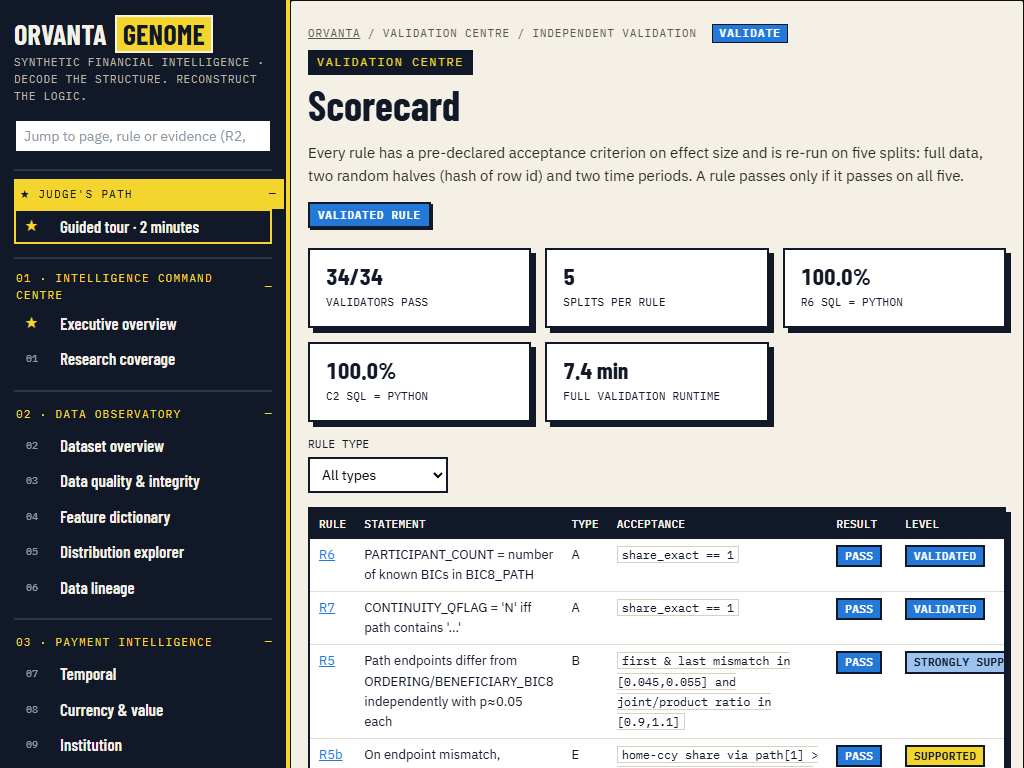 ORVANTA GENOME
SYNTHETIC FINANCIAL INTELLIGENCE ·
DECODE THE STRUCTURE. RECONSTRUCT
THE LOGIC.
Jump to page, rule or evidence (R2,
★ JUDGE'S PATH −
★ Guided tour · 2 minutes
01 · INTELLIGENCE COMMAND
CENTRE −
★ Executive overview
01 Research coverage
02 · DATA OBSERVATORY −
02 Dataset overview
03 Data quality & integrity
04 Feature dictionary
05 Distribution explorer
06 Data lineage
03 · PAYMENT INTELLIGENCE −
07 Temporal
08 Currency & value
09 Institution
ORVANTA / VALIDATION CENTRE / INDEPENDENT VALIDATION VALIDATE
VALIDATION CENTRE
Scorecard
Every rule has a pre-declared acceptance criterion on effect size and is re-run on five splits: full data,
two random halves (hash of row id) and two time periods. A rule passes only if it passes on all five.
VALIDATED RULE
34/34
VALIDATORS PASS
5
SPLITS PER RULE
100.0%
R6 SQL = PYTHON
100.0%
C2 SQL = PYTHON
7.4 min
FULL VALIDATION RUNTIME
RULE TYPE
All types
RULE STATEMENT TYPE ACCEPTANCE RESULT LEVEL
R6 PARTICIPANT_COUNT = number A share_exact == 1 PASS VALIDATED
of known BICs in BIC8_PATH
R7 CONTINUITY_QFLAG = 'N' iff A share_exact == 1 PASS VALIDATED
path contains '...'
R5 Path endpoints differ from B first & last mismatch in PASS STRONGLY SUPP
ORDERING/BENEFICIARY_BIC8 [0.045,0.055] and
independently with p≈0.05 joint/product ratio in
each [0.9,1.1]
R5b On endpoint mismatch, E home-ccy share via path[1] > PASS SUPPORTED